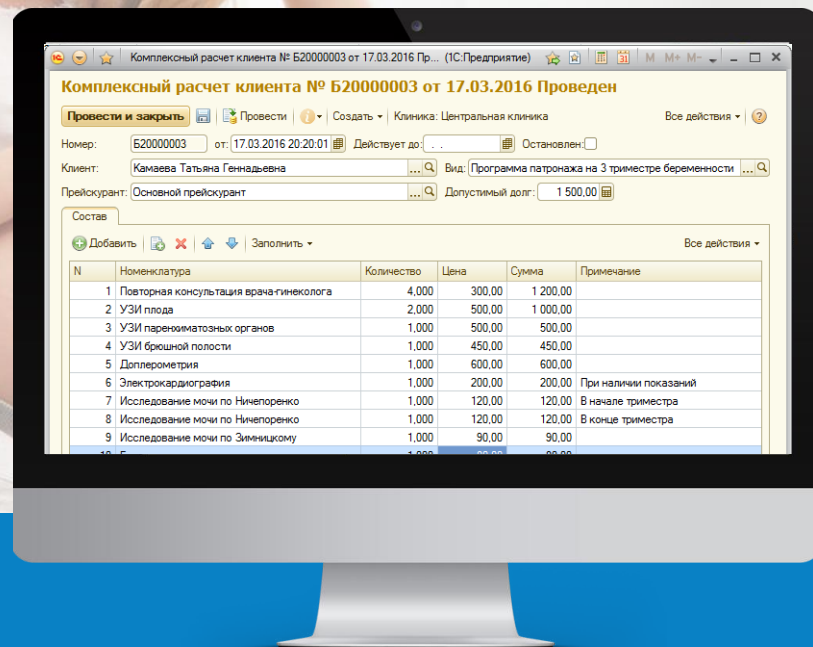 Комплексный расчет клиента № Б20000003 от 17.03.2016 Пр... (1С:Предприятие) M M+ M-
Комплексный расчет клиента № Б20000003 от 17.03.2016 Проведен
Провести и закрыть Провести Создать Клиника: Центральная клиника Все действия
Номер: Б20000003 от: 17.03.2016 20:20:01 Действует до: . . Остановлен:
Клиент: Камаева Татьяна Геннадьевна ... Вид: Программа патронажа на 3 триместре беременности ...
Прейскурант: Основной прейскурант ... Допустимый долг: 1 500,00
Состав
Добавить Заполнить Все действия
N Номенклатура Количество Цена Сумма Примечание
1 Повторная консультация врача-гинеколога 4,000 300,00 1 200,00
2 УЗИ плода 2,000 500,00 1 000,00
3 УЗИ паренхиматозных органов 1,000 500,00 500,00
4 УЗИ брюшной полости 1,000 450,00 450,00
5 Доплерометрия 1,000 600,00 600,00
6 Электрокардиография 1,000 200,00 200,00 При наличии показаний
7 Исследование мочи по Ничепоренко 1,000 120,00 120,00 В начале триместра
8 Исследование мочи по Ничепоренко 1,000 120,00 120,00 В конце триместра
9 Исследование мочи по Зимницкому 1,000 90,00 90,00